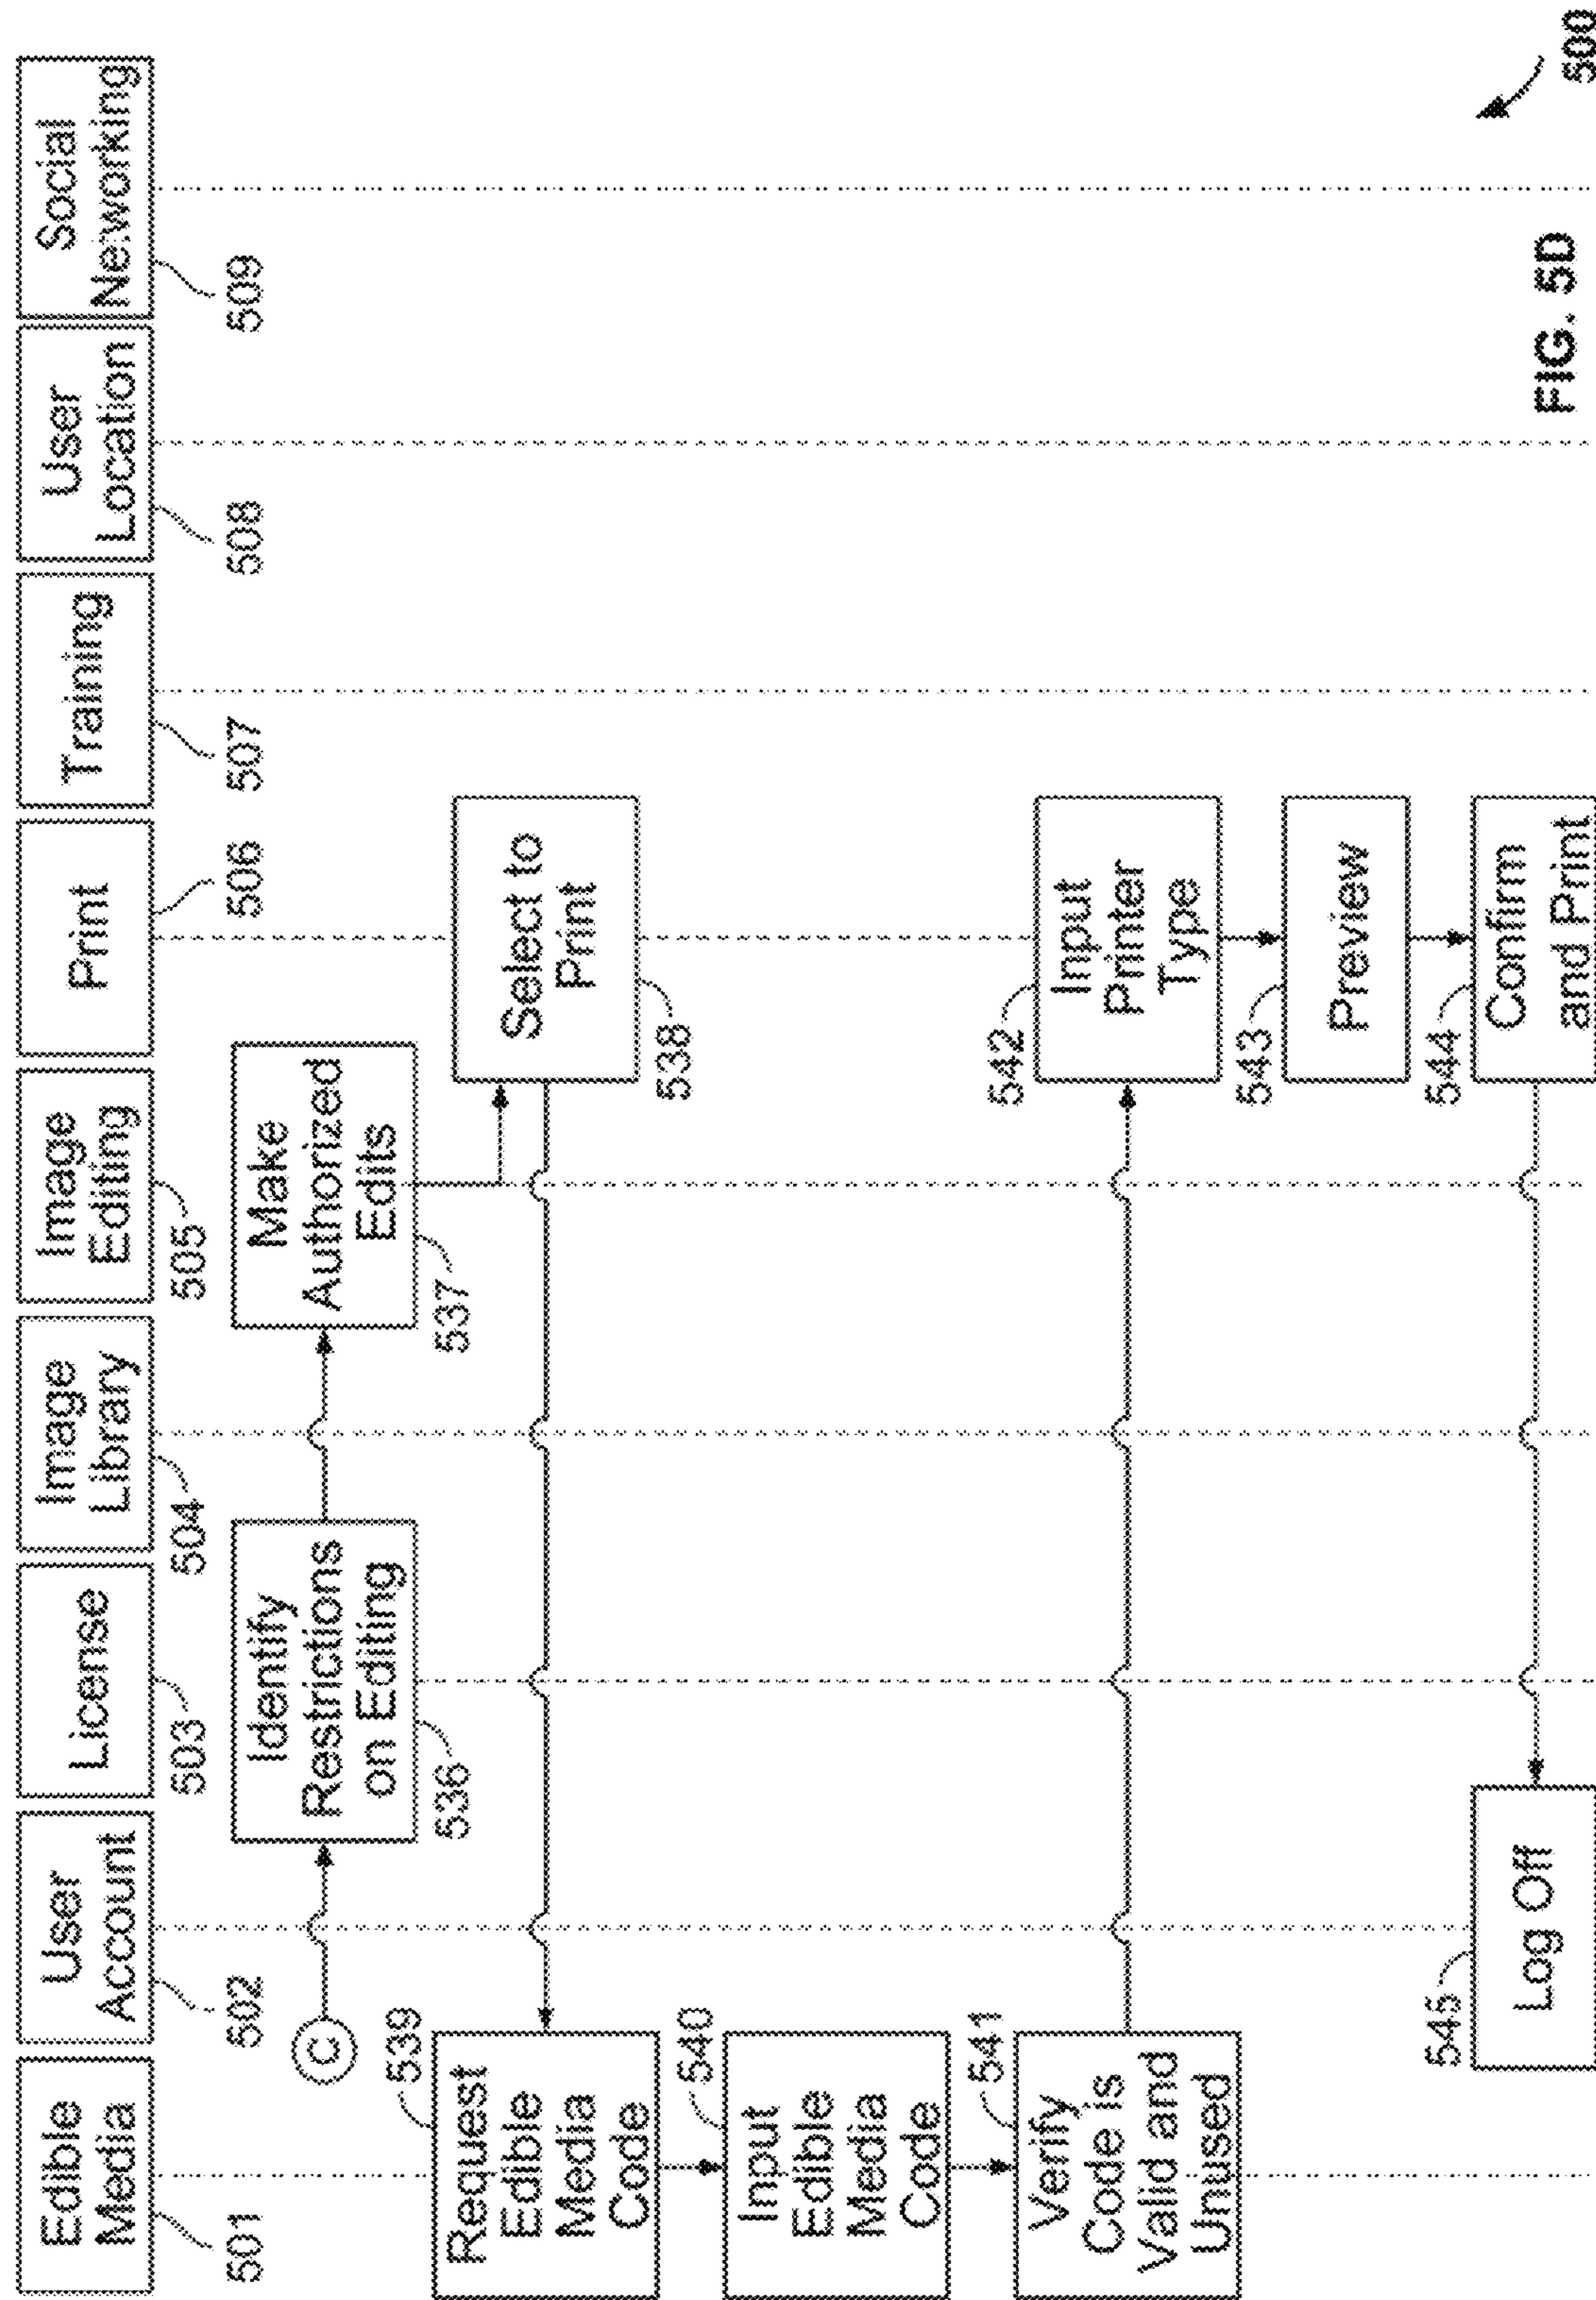 Edible
Media
User
Account
License
Image
Library
Image
Editing
Print
Training
User
Location
Social
Networking
501
502
503
504
505
506
507
508
509
C
Identify
Restrictions
on Editing
536
Make
Authorized
Edits
537
Select to
Print
538
539
Request
Edible
Media
Code
540
Input
Edible
Media
Code
541
Verify
Code is
Valid and
Unused
542
Input
Printer
Type
543
Preview
544
Confirm
and Print
545
Log Off
FIG. 5D
500